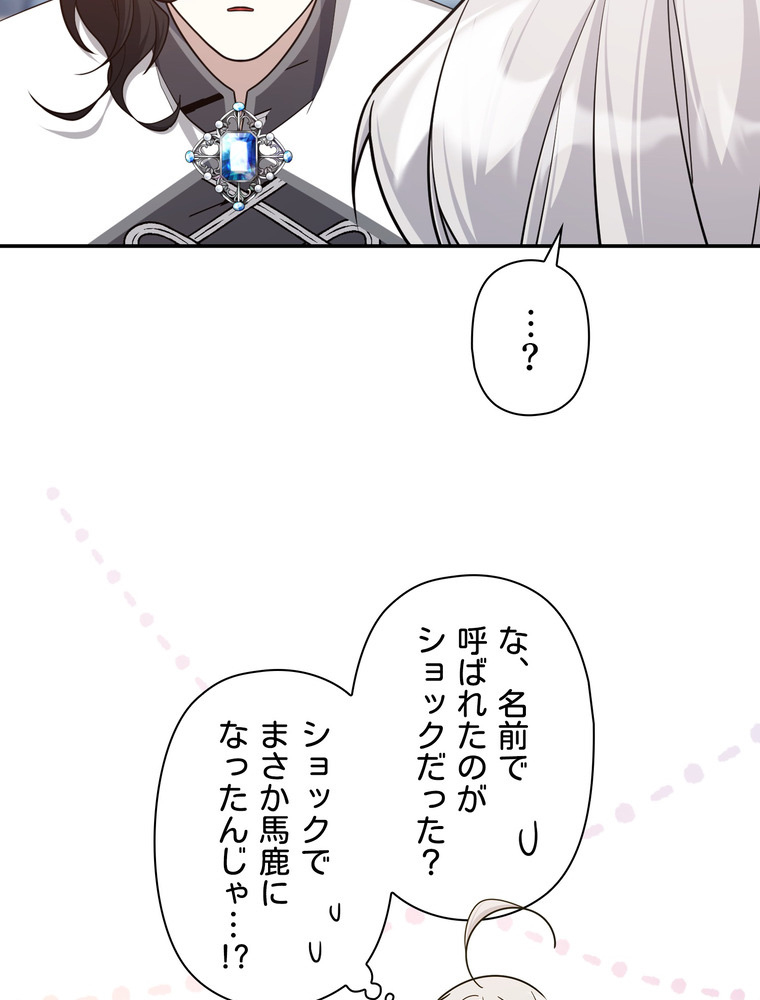 …?
な、名前で
呼ばれたのが
ショックだった?
ショックで
まさか馬鹿に
なったんじゃ…!?